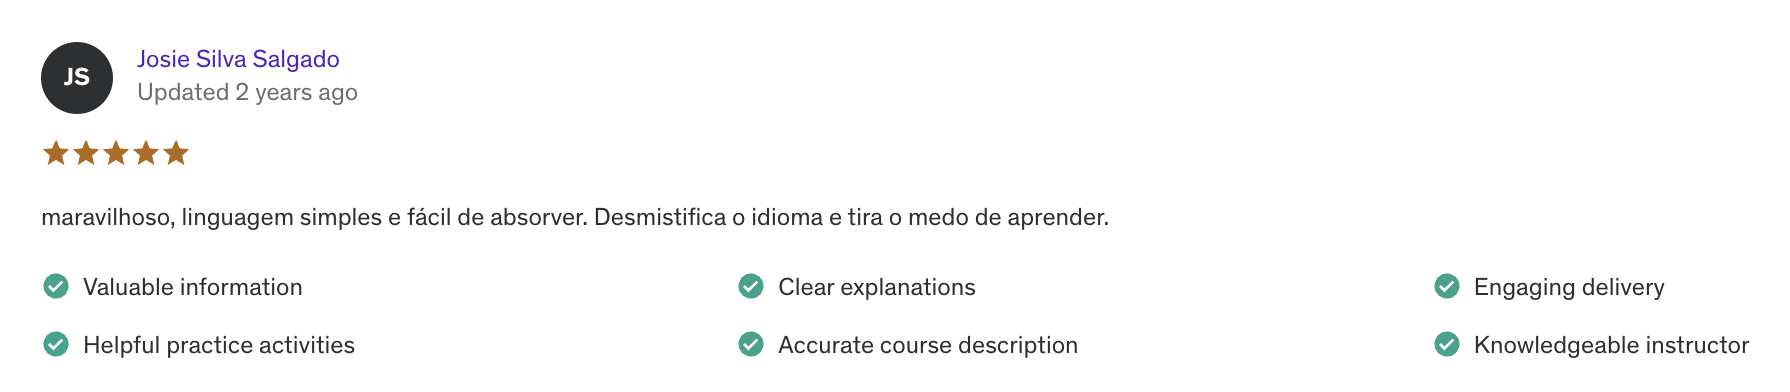 JS
Josie Silva Salgado
Updated 2 years ago
maravilhoso, linguagem simples e fácil de absorver. Desmistifica o idioma e tira o medo de aprender.
Valuable information
Clear explanations
Engaging delivery
Helpful practice activities
Accurate course description
Knowledgeable instructor